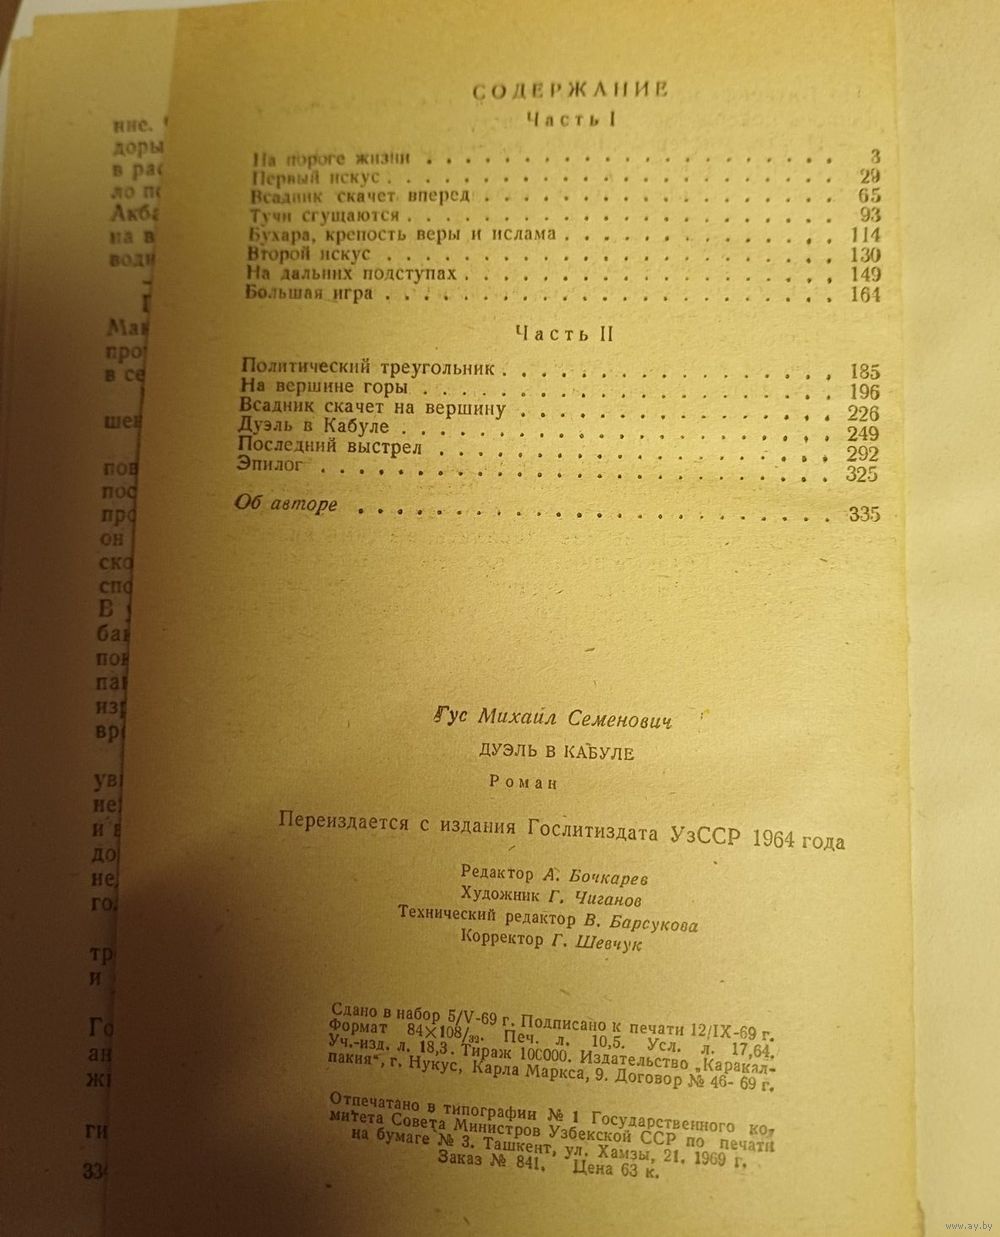 СОДЕРЖАНИЕ
Часть I
На пороге жизни . . . . . . . . . . . . . . . . . . . . . 3
Первый искус . . . . . . . . . . . . . . . . . . . . . . 29
Всадник скачет вперед . . . . . . . . . . . . . . . . . . 65
Тучи сгущаются . . . . . . . . . . . . . . . . . . . . . 93
Бухара, крепость веры и ислама . . . . . . . . . . . . . 114
Второй искус . . . . . . . . . . . . . . . . . . . . . . 130
На дальних подступах . . . . . . . . . . . . . . . . . . 149
Большая игра . . . . . . . . . . . . . . . . . . . . . . 164
Часть II
Политический треугольник . . . . . . . . . . . . . . . . 185
На вершине горы . . . . . . . . . . . . . . . . . . . . . 196
Всадник скачет на вершину . . . . . . . . . . . . . . . . 226
Дуэль в Кабуле . . . . . . . . . . . . . . . . . . . . . 249
Последний выстрел . . . . . . . . . . . . . . . . . . . . 292
Эпилог . . . . . . . . . . . . . . . . . . . . . . . . . 325
Об авторе . . . . . . . . . . . . . . . . . . . . . . . . 335
Гус Михаил Семенович
ДУЭЛЬ В КАБУЛЕ
Роман
Переиздается с издания Гослитиздата УзССР 1964 года
Редактор А. Бочкарев
Художник Г. Чиганов
Технический редактор В. Барсукова
Корректор Г. Шевчук
Сдано в набор 5/V-69 г. Подписано к печати 12/IX-69 г.
Формат 84×108/32. Печ. л. 10,5. Усл. л. 17,64.
Уч.-изд. л. 18,3. Тираж 100000. Издательство „Каракал-
пакия“, г. Нукус, Карла Маркса, 9. Договор № 46- 69 г.
Отпечатано в типографии № 1 Государственного ко-
митета Совета Министров Узбекской ССР по печати
на бумаге № 3. Ташкент, ул. Хамзы, 21. 1969 г.
Заказ № 841. Цена 63 к.
www.ay.by